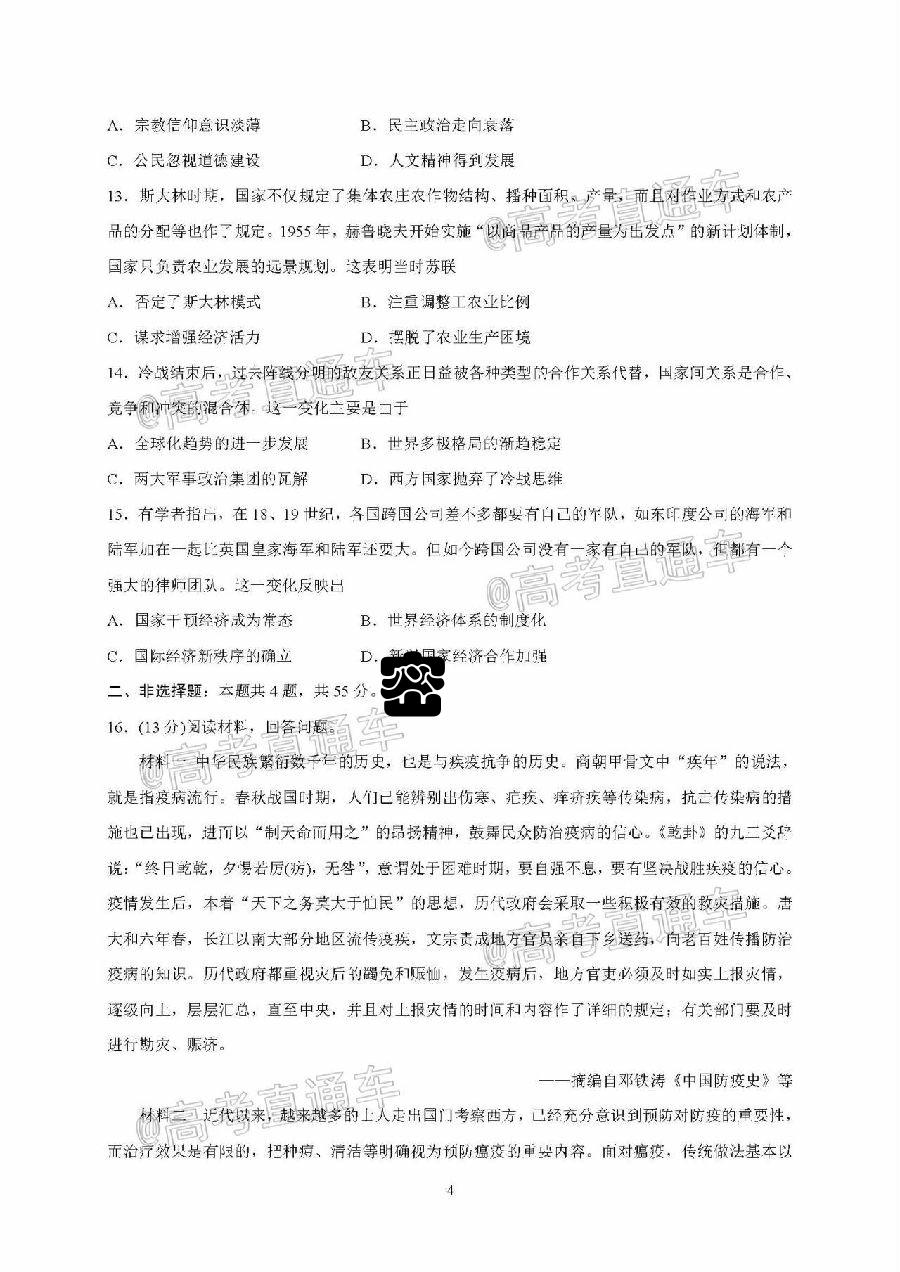 A．宗教信仰意识淡薄 B．民主政治走向衰落
C．公民忽视道德建设 D．人文精神得到发展
13．斯大林时期，国家不仅规定了集体农庄农作物结构、播种面积、产量，而且对作业方式和农产
品的分配等也作了规定。1955年，赫鲁晓夫开始实施“以商品产品的产量为出发点”的新计划体制，
国家只负责农业发展的远景规划。这表明当时苏联
A．否定了斯大林模式 B．注重调整工农业比例
C．谋求增强经济活力 D．摆脱了农业生产困境
14．冷战结束后，过去阵线分明的敌友关系正日益被各种类型的合作关系代替，国家间关系是合作、
竞争和冲突的混合体。这一变化主要是由于
A．全球化趋势的进一步发展 B．世界多极格局的渐趋稳定
C．两大军事政治集团的瓦解 D．西方国家抛弃了冷战思维
15．有学者指出，在18、19世纪，各国跨国公司差不多都要有自己的军队，如东印度公司的海军和
陆军加在一起比英国皇家海军和陆军还要大。但如今跨国公司没有一家有自己的军队，但都有一个
强大的律师团队。这一变化反映出
A．国家干预经济成为常态 B．世界经济体系的制度化
C．国际经济新秩序的确立 D．国家经济合作加强
二、非选择题：本题共4题，共55分。
16．(13分)阅读材料，回答问题。
材料一 中华民族繁衍数千年的历史，也是与疾疫抗争的历史。商朝甲骨文中“疾年”的说法，
就是指疫病流行。春秋战国时期，人们已能辨别出伤寒、疟疾、痒疥疾等传染病，抗击传染病的措
施也已出现，进而以“制天命而用之”的昂扬精神，鼓舞民众防治疫病的信心。《乾卦》的九三爻辞
说：“终日乾乾，夕惕若厉(疠)，无咎”，意谓处于困难时期，要自强不息，要有坚决战胜疾疫的信心。
疫情发生后，本着“天下之务莫大于恤民”的思想，历代政府会采取一些积极有效的救灾措施。唐
大和六年春，长江以南大部分地区流传疫疾，文宗责成地方官员亲自下乡送药，向老百姓传播防治
疫病的知识。历代政府都重视灾后的蠲免和赈恤，发生疫病后，地方官吏必须及时如实上报灾情，
逐级向上，层层汇总，直至中央，并且对上报灾情的时间和内容作了详细的规定；有关部门要及时
进行勘灾、赈济。
——摘编自邓铁涛《中国防疫史》等
材料二 近代以来，越来越多的士人走出国门考察西方，已经充分意识到预防对防疫的重要性，
而治疗效果是有限的，把种痘、清洁等明确视为预防瘟疫的重要内容。面对瘟疫，传统做法基本以
4
@高考直通车
@高考直通车
@高考直通车
@高考直通车
@高考直通车
@高考直通车